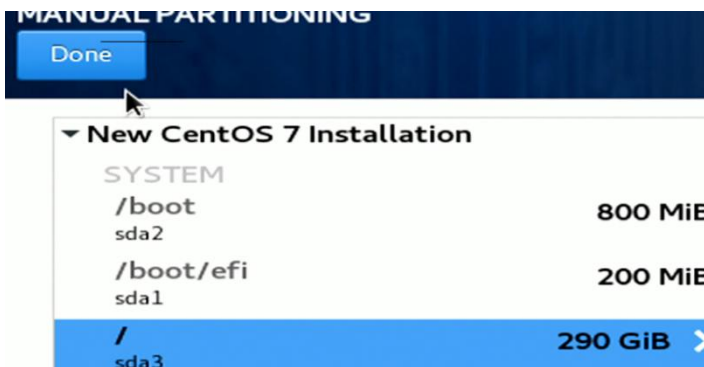 MANUAL PARTITIONING
Done
New CentOS 7 Installation
SYSTEM
/boot 800 MiB
sda2
/boot/efi 200 MiB
sda1
/ 290 GiB
sda3